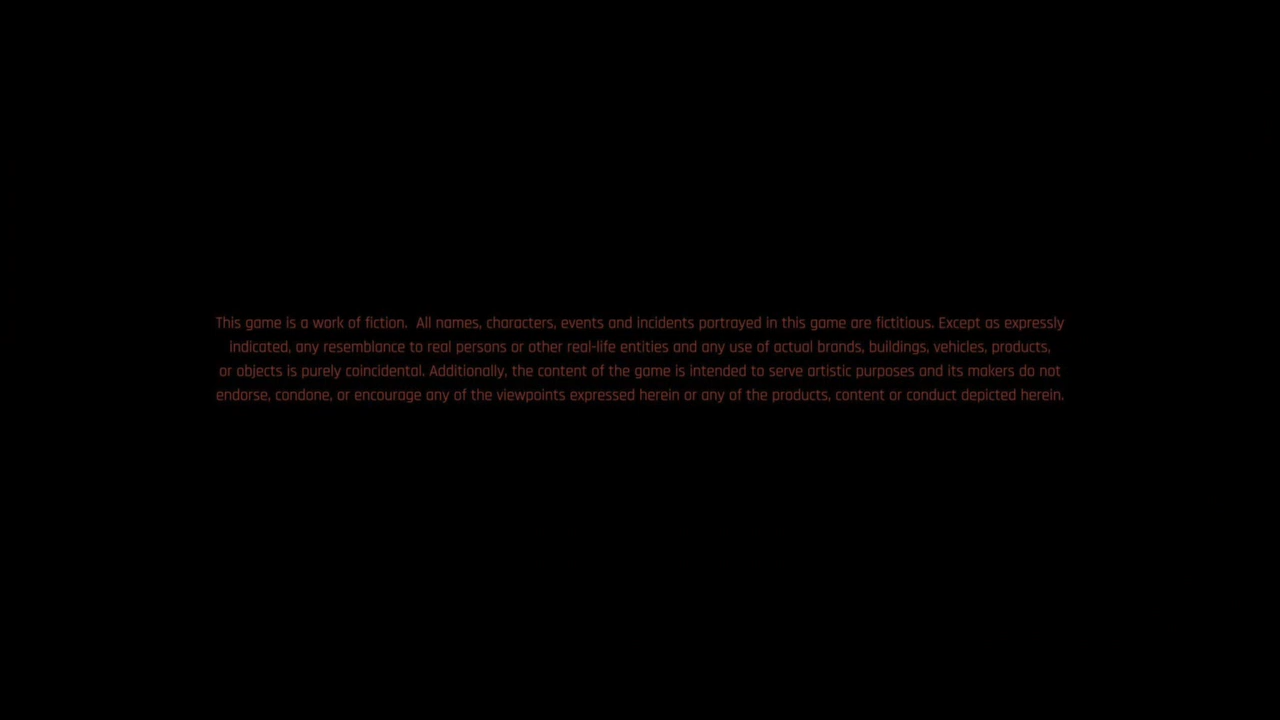 This game is a work of fiction.  All names, characters, events and incidents portrayed in this game are fictitious. Except as expressly
indicated, any resemblance to real persons or other real-life entities and any use of actual brands, buildings, vehicles, products,
or objects is purely coincidental. Additionally, the content of the game is intended to serve artistic purposes and its makers do not
endorse, condone, or encourage any of the viewpoints expressed herein or any of the products, content or conduct depicted herein.